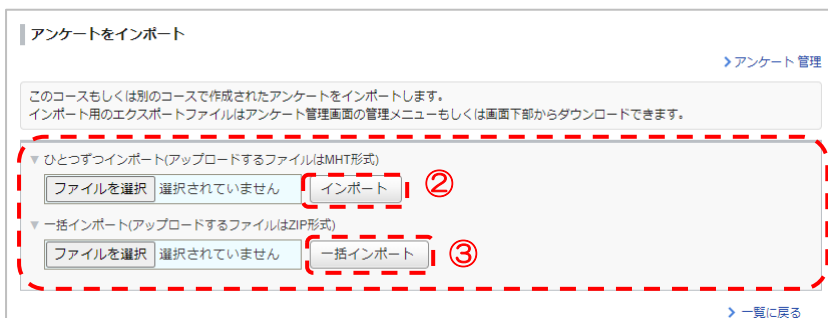 アンケートをインポート
>アンケート 管理
このコースもしくは別のコースで作成されたアンケートをインポートします。
インポート用のエクスポートファイルはアンケート管理画面の管理メニューもしくは画面下部からダウンロードできます。
▼ ひとつずつインポート(アップロードするファイルはMHT形式)
ファイルを選択 選択されていません インポート ②
▼ 一括インポート(アップロードするファイルはZIP形式)
ファイルを選択 選択されていません 一括インポート ③
> 一覧に戻る